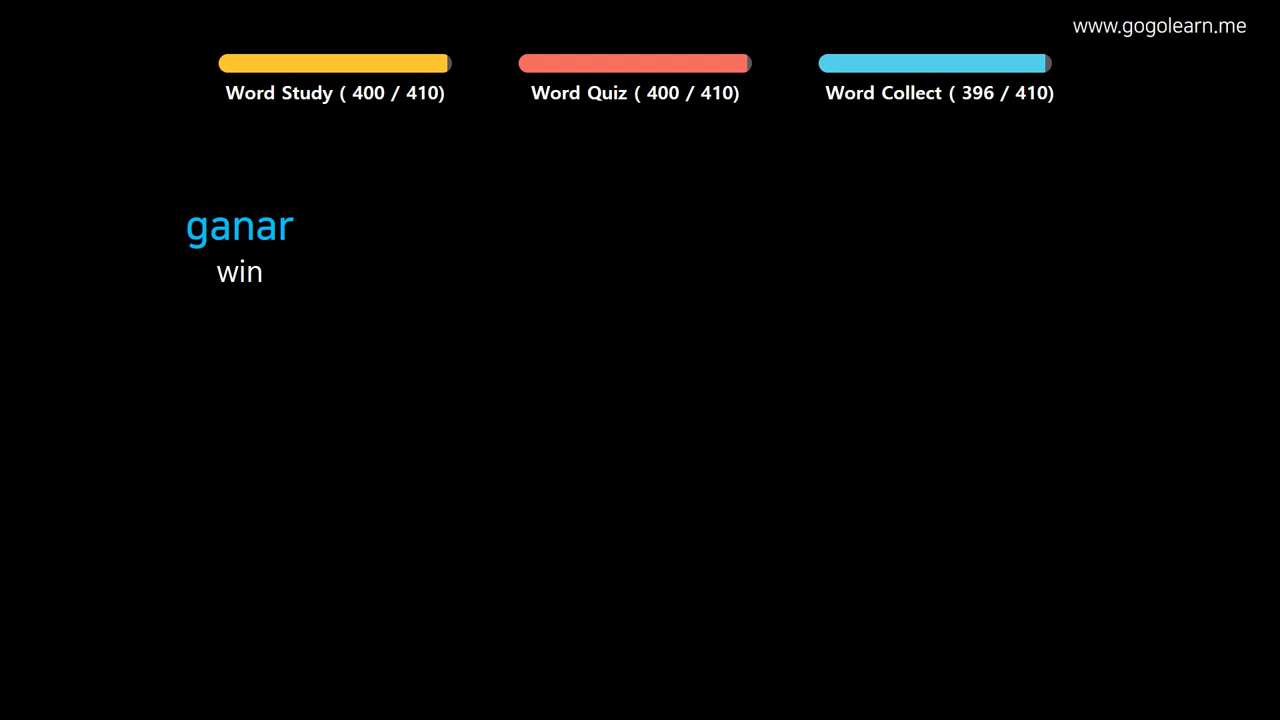 www.gogolearn.me
Word Study ( 400 / 410)
Word Quiz ( 400 / 410)
Word Collect ( 396 / 410)
ganar
win